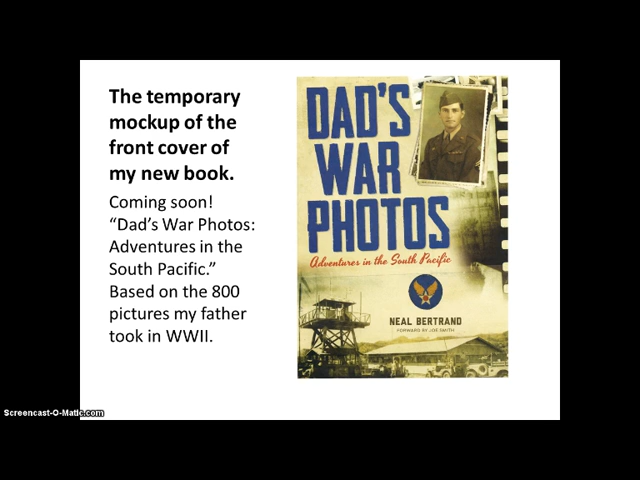 The temporary
mockup of the
front cover of
my new book.
Coming soon!
“Dad’s War Photos:
Adventures in the
South Pacific.”
Based on the 800
pictures my father
took in WWII.
DAD'S
WAR
PHOTOS
Adventures in the South Pacific
NEAL BERTRAND
FORWARD BY JOE SMITH
Screencast-O-Matic.com